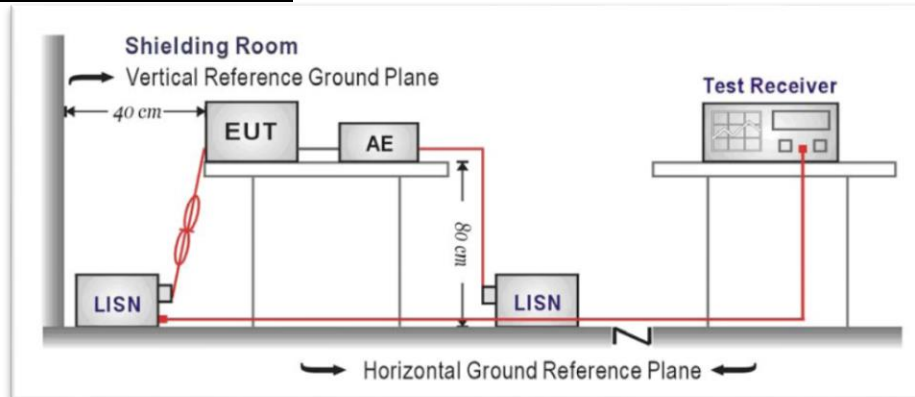 Shielding Room
Vertical Reference Ground Plane
Test Receiver
40 cm
EUT
AE
80 cm
LISN
LISN
Horizontal Ground Reference Plane